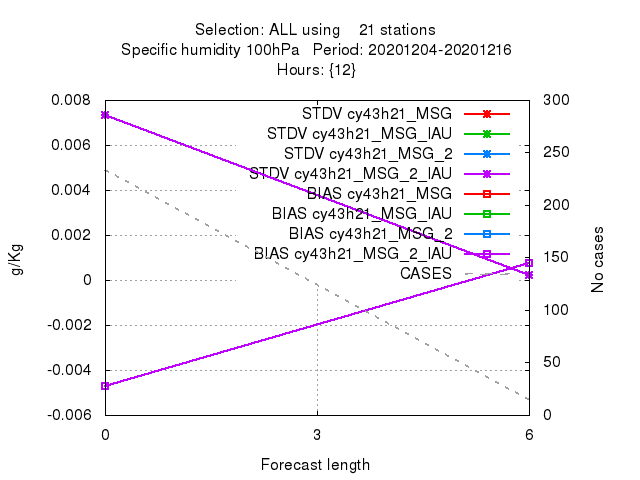 Selection: ALL using 21 stations
Specific humidity 100hPa Period: 20201204-20201216
Hours: {12}
0.008
0.006
0.004
0.002
0
-0.002
-0.004
-0.006
g/Kg
STDV cy43h21_MSG
STDV cy43h21_MSG_IAU
STDV cy43h21_MSG_2
STDV cy43h21_MSG_2_IAU
BIAS cy43h21_MSG
BIAS cy43h21_MSG_IAU
BIAS cy43h21_MSG_2
BIAS cy43h21_MSG_2_IAU
CASES
300
250
200
150
100
50
0
No cases
0 3 6
Forecast length